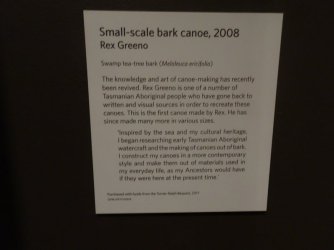 Small-scale bark canoe, 2008
Rex Greeno
Swamp tea-tree bark (Melaleuca ericifolia)
The knowledge and art of canoe-making has recently
been revived. Rex Greeno is one of a number of
Tasmanian Aboriginal people who have gone back to
written and visual sources in order to recreate these
canoes. This is the first canoe made by Rex. He has
since made many more in various sizes.
'Inspired by the sea and my cultural heritage,
I began researching early Tasmanian Aboriginal
watercraft and the making of canoes out of bark.
I construct my canoes in a more contemporary
style and make them out of materials used in
my everyday life, as my Ancestors would have
if they were here at the present time.'
Purchased with funds from the